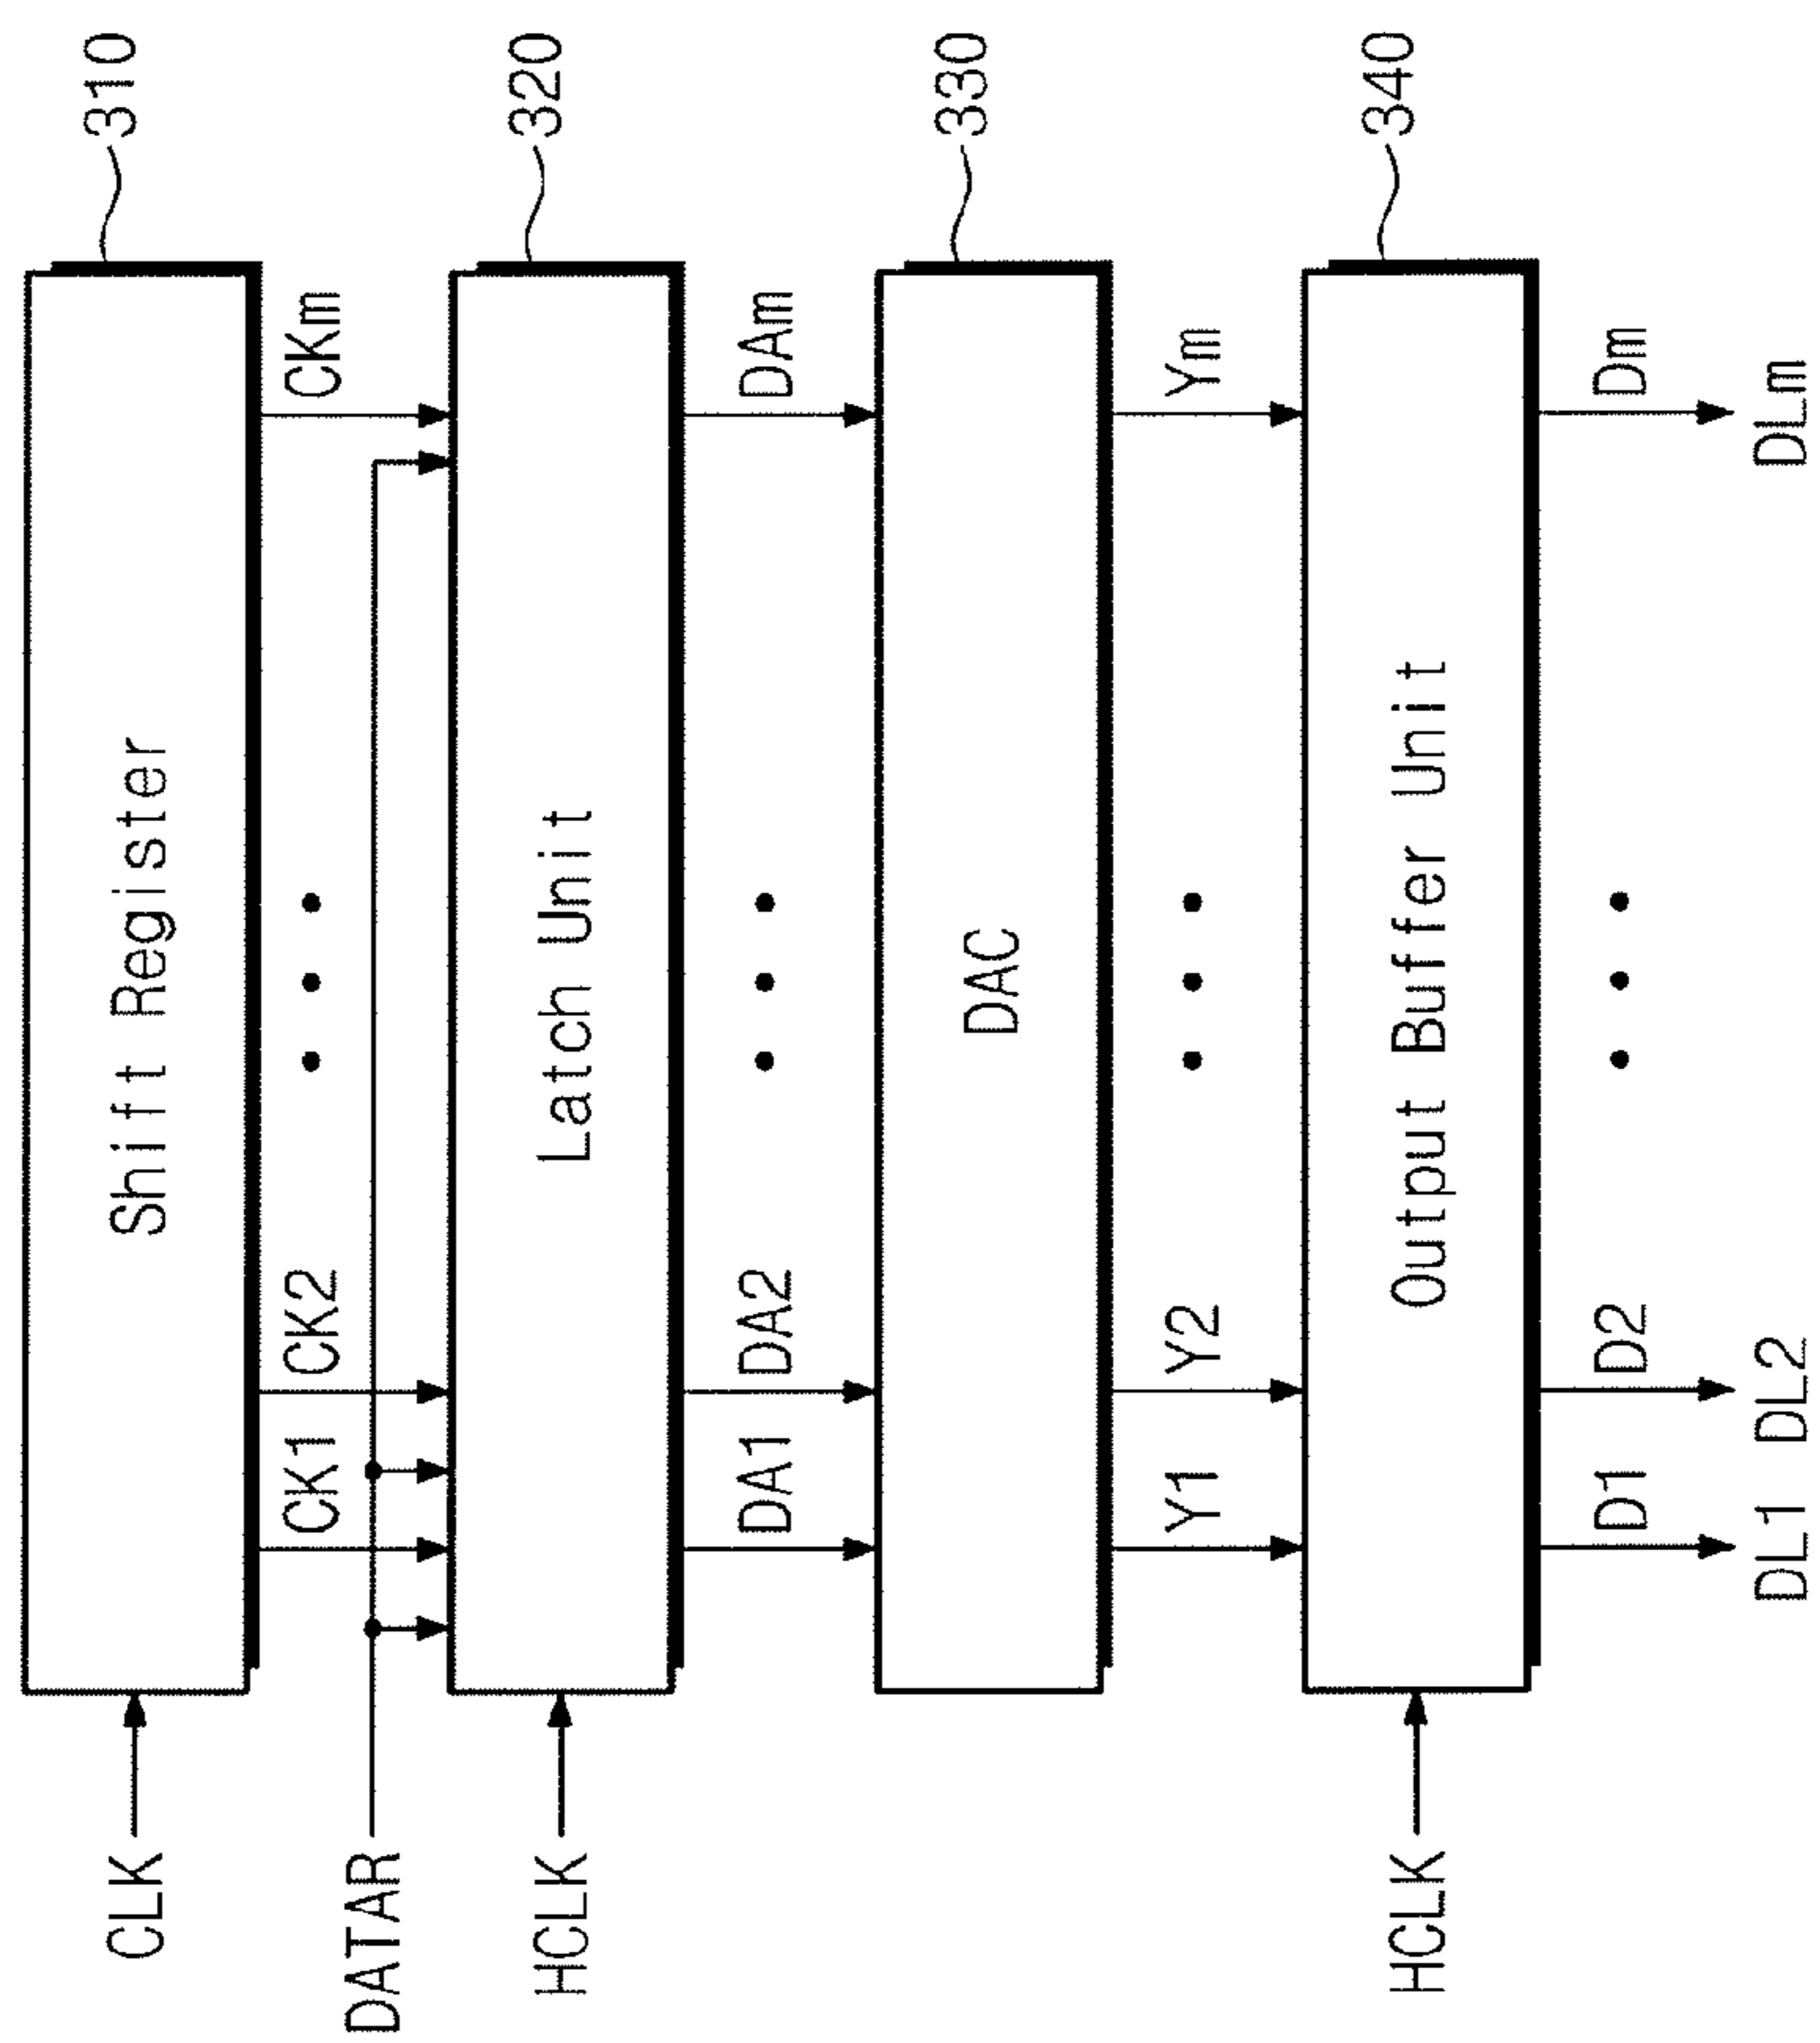 310
CLK Shift Register
CK1 CK2 CKm
DATAR
320
HCLK Latch Unit
DA1 DA2 DAm
330
DAC
Y1 Y2 Ym
340
HCLK Output Buffer Unit
D1 D2 Dm
DL1 DL2 DLm